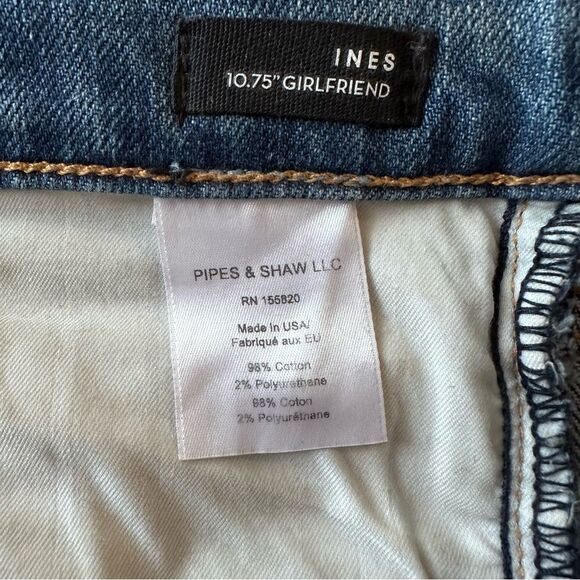 INES
10.75" GIRLFRIEND
PIPES & SHAW LLC
RN 155820
Made in USA/
Fabriqué aux EU
98% Cotton
2% Polyurethane
98% Coton
2% Polyuréthane